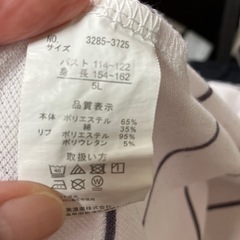 NO. 3285-3725
サイズ
バスト 114~122
身長 154~162
5L
品質表示
本体 ポリエステル 65%
綿 35%
リブ ポリエステル 95%
ポリウレタン 5%
取扱い